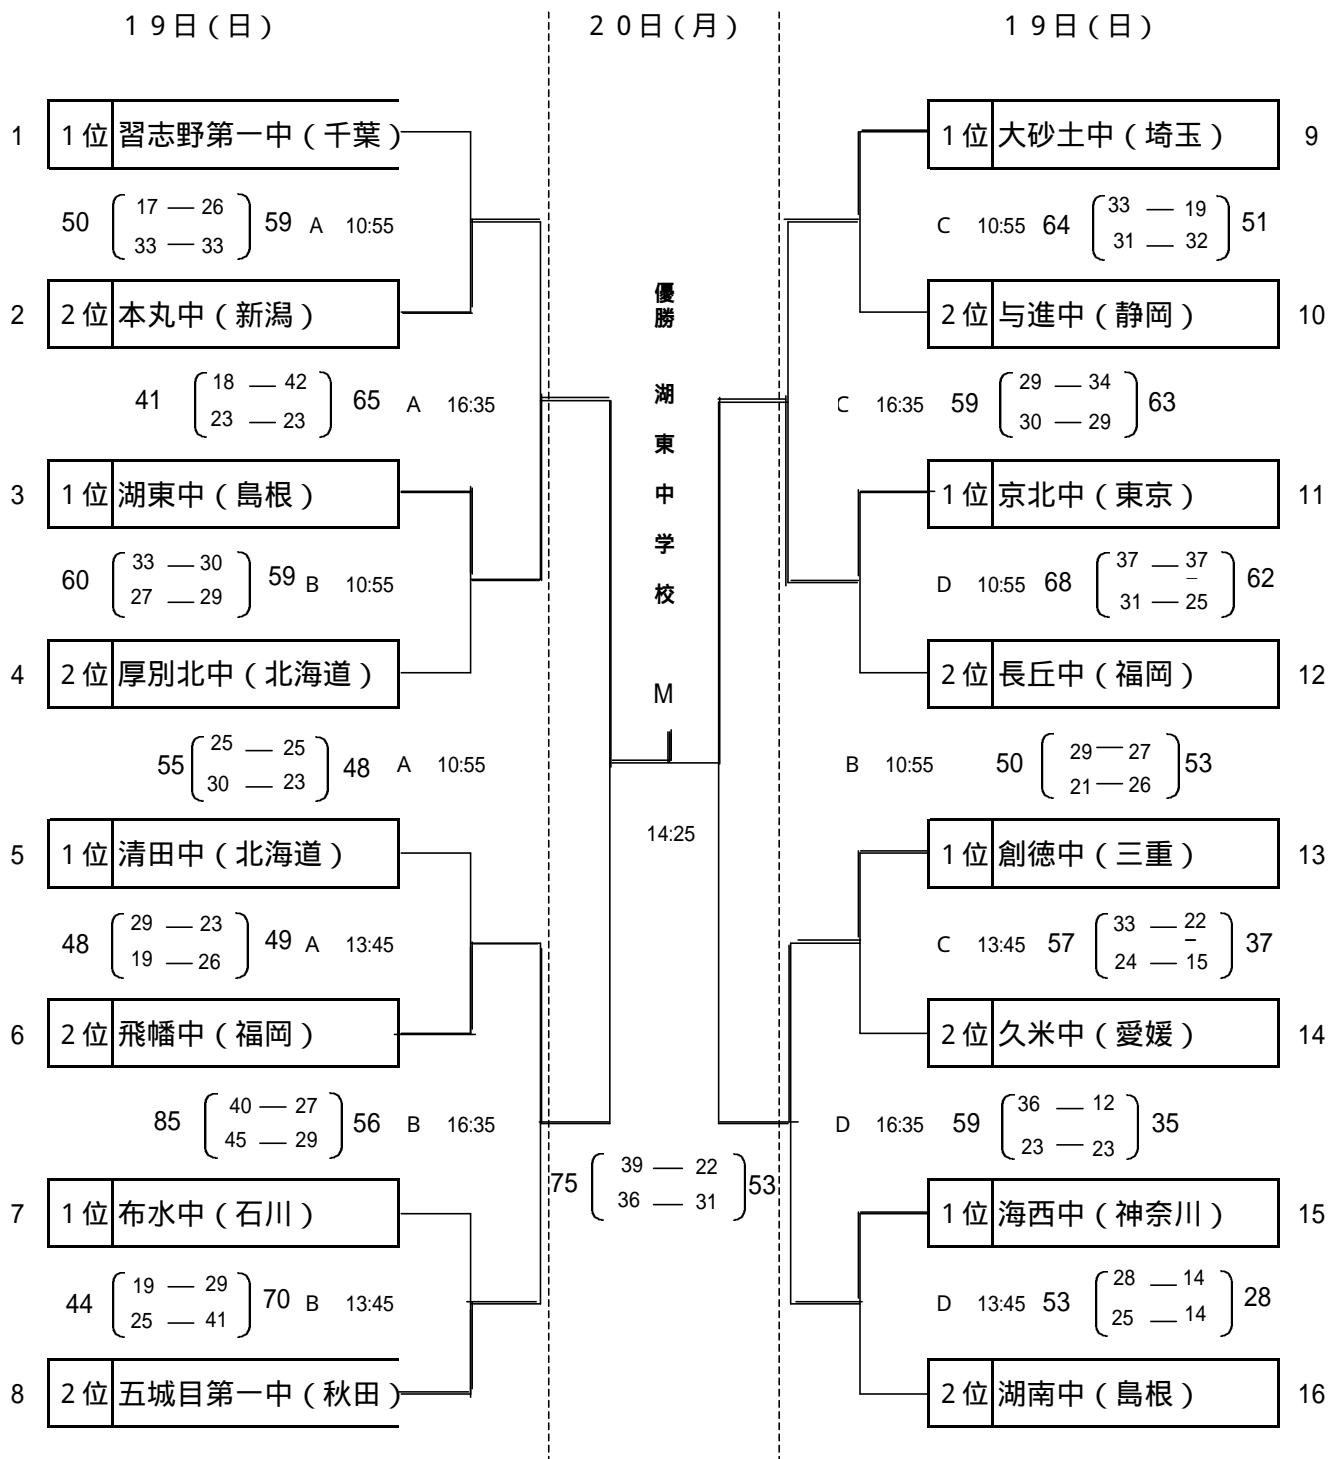 19日(日) 20日(月) 19日(日)
1 1位 習志野第一中(千葉) 1位 大砂土中(埼玉) 9
50 17 — 26 59 A 10:55 C 10:55 64 33 — 19 51
33 — 33 31 — 32
2 2位 本丸中(新潟) 2位 与進中(静岡) 10
41 18 — 42 65 A 16:35 C 16:35 59 29 — 34 63
23 — 23 30 — 29
3 1位 湖東中(島根) 1位 京北中(東京) 11
60 33 — 30 59 B 10:55 D 10:55 68 37 — 37 62
27 — 29 31 — 25
4 2位 厚別北中(北海道) 2位 長丘中(福岡) 12
優勝 湖東中学校
M
55 25 — 25 48 A 10:55 B 10:55 50 29 — 27 53
30 — 23 21 — 26
14:25
5 1位 清田中(北海道) 1位 創徳中(三重) 13
48 29 — 23 49 A 13:45 C 13:45 57 33 — 22 37
19 — 26 24 — 15
6 2位 飛幡中(福岡) 2位 久米中(愛媛) 14
85 40 — 27 56 B 16:35 D 16:35 59 36 — 12 35
45 — 29 23 — 23
75 39 — 22 53
36 — 31
7 1位 布水中(石川) 1位 海西中(神奈川) 15
44 19 — 29 70 B 13:45 D 13:45 53 28 — 14 28
25 — 41 25 — 14
8 2位 五城目第一中(秋田) 2位 湖南中(島根) 16